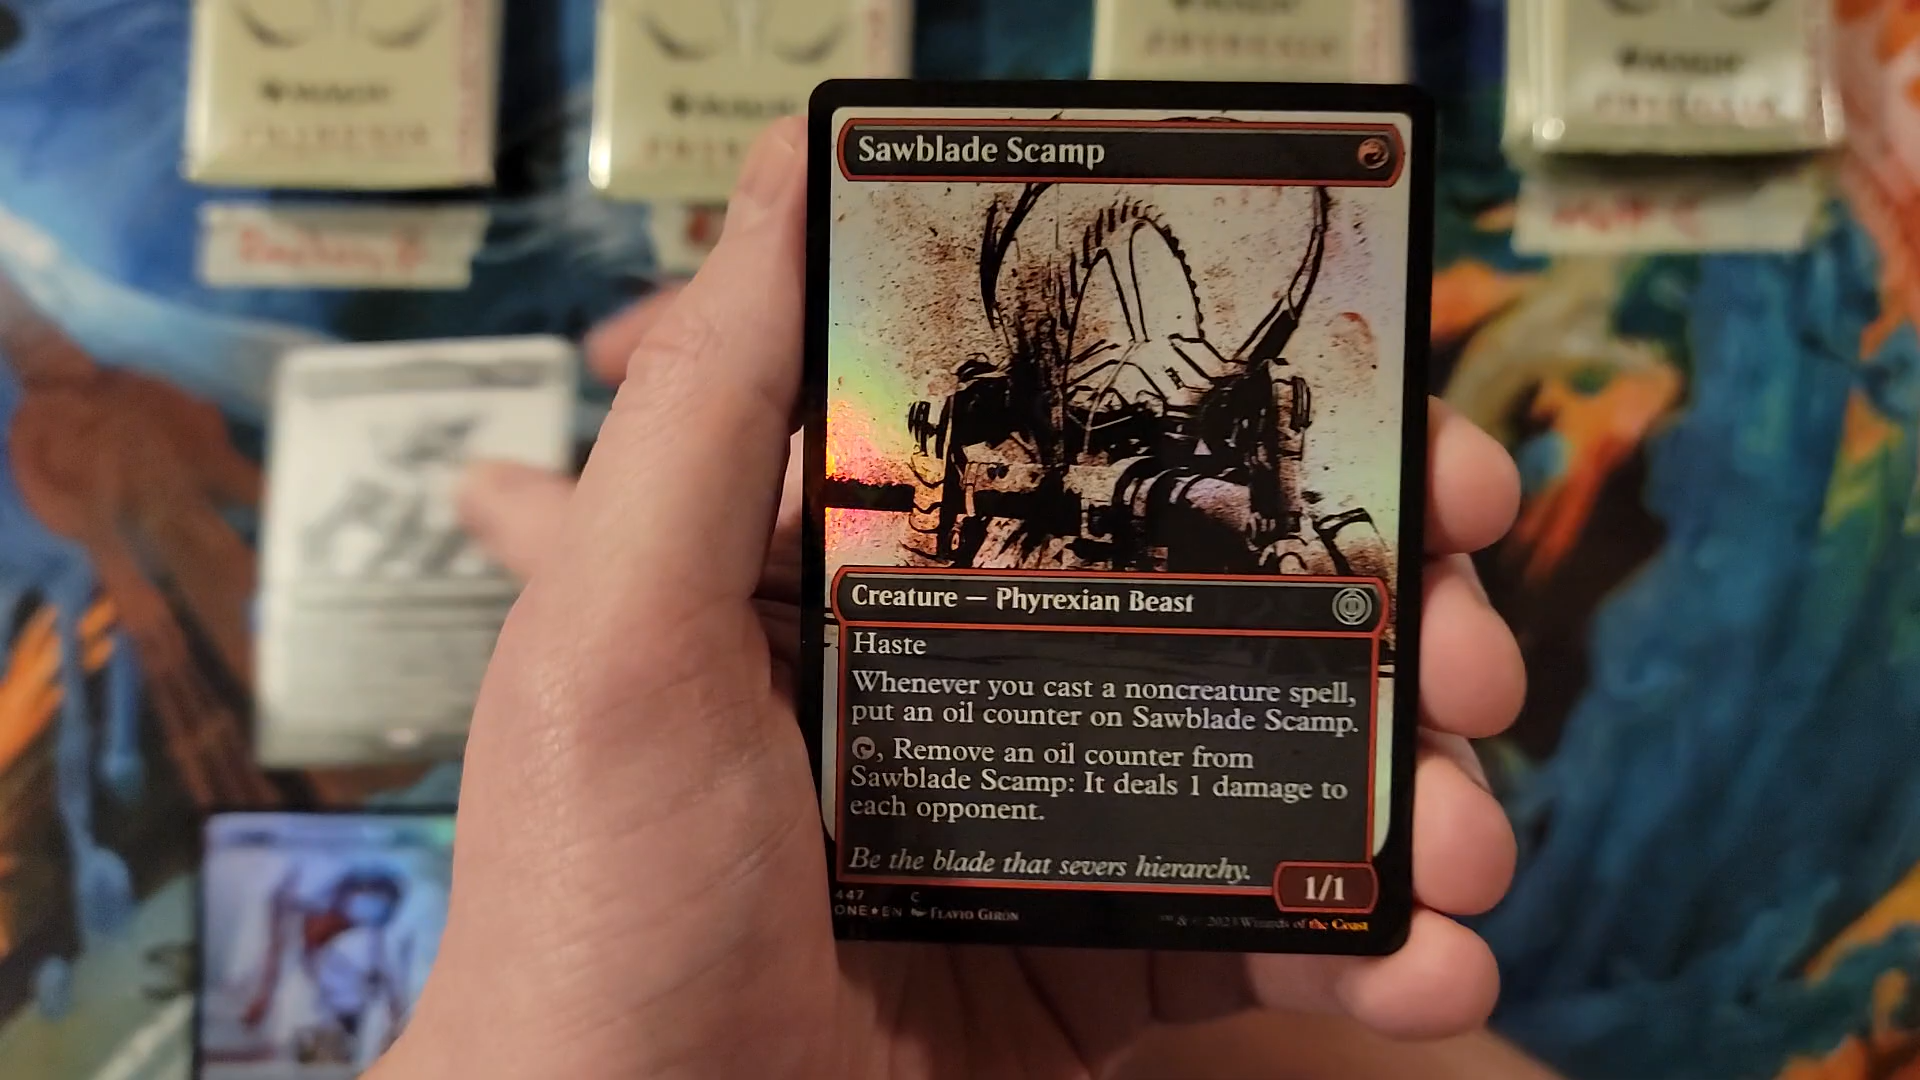 Sawblade Scamp
Creature — Phyrexian Beast
Haste
Whenever you cast a noncreature spell,
put an oil counter on Sawblade Scamp.
, Remove an oil counter from
Sawblade Scamp: It deals 1 damage to
each opponent.
Be the blade that severs hierarchy.
1/1
447 C
ONE★EN Flavio Girón
™ & © 2023 Wizards of the Coast